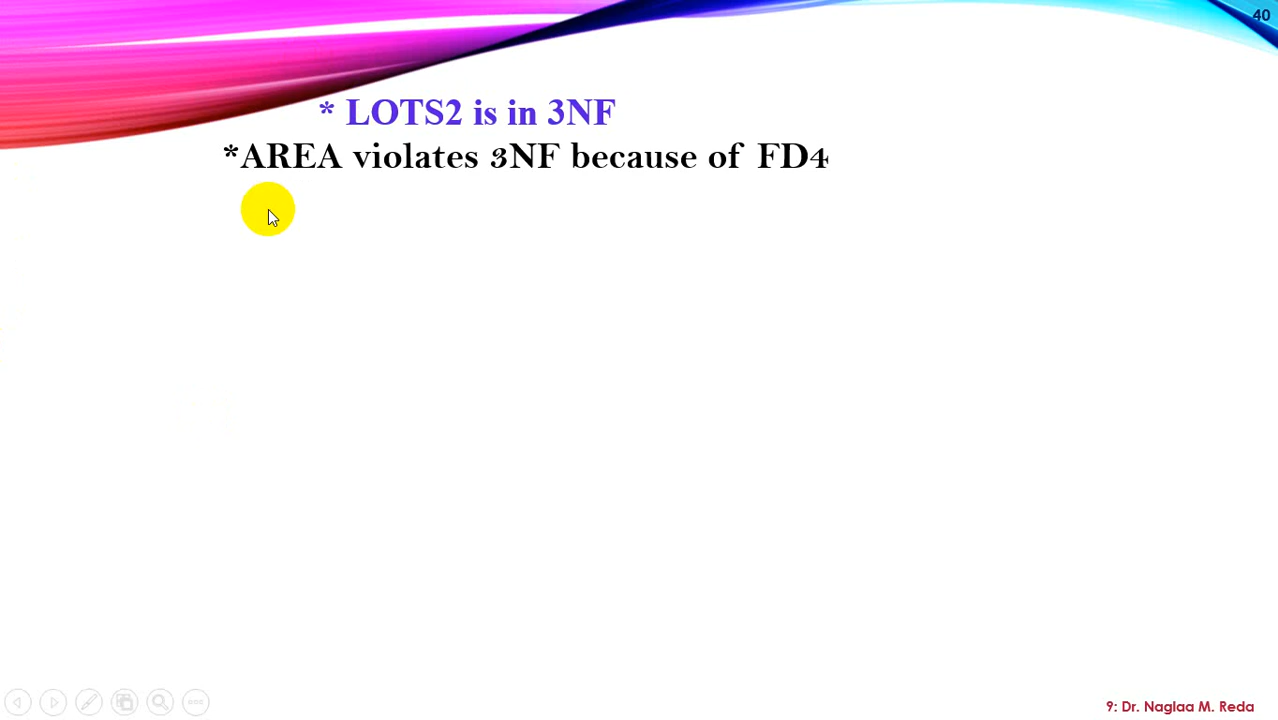 40
* LOTS2 is in 3NF
*AREA violates 3NF because of FD4
9: Dr. Naglaa M. Reda